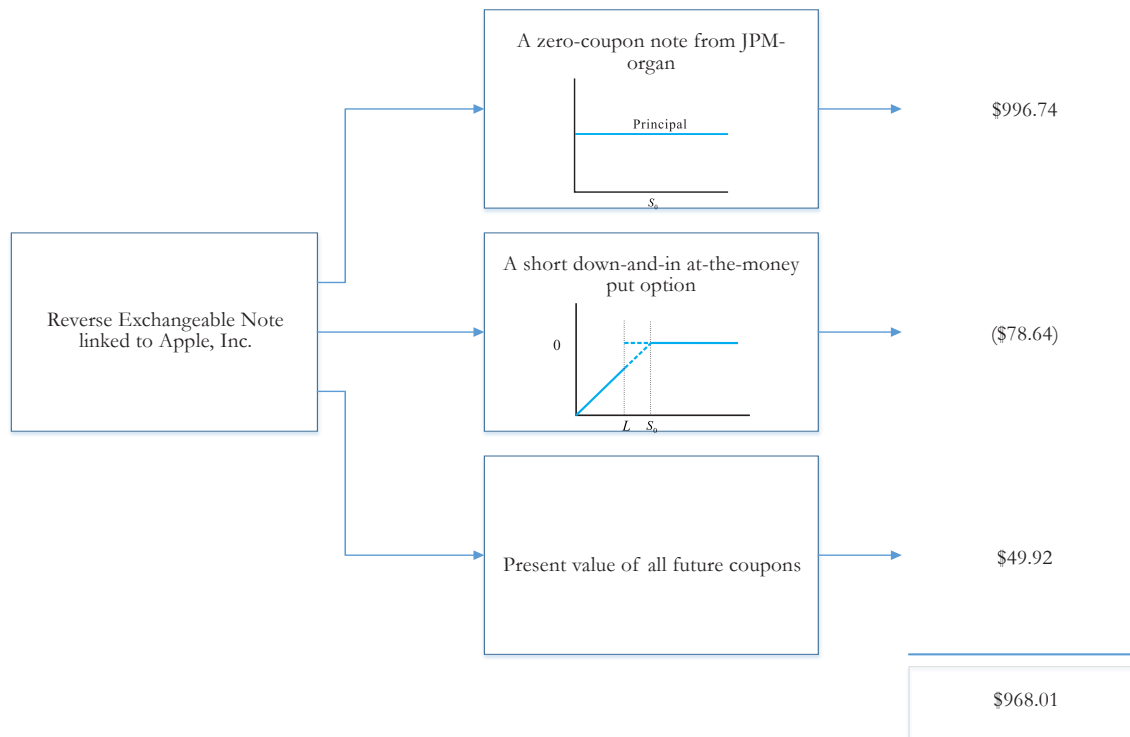 A zero-coupon note from JPM-
organ
Principal
S₀
$996.74
Reverse Exchangeable Note
linked to Apple, Inc.
A short down-and-in at-the-money
put option
0
L S₀
($78.64)
Present value of all future coupons
$49.92
$968.01